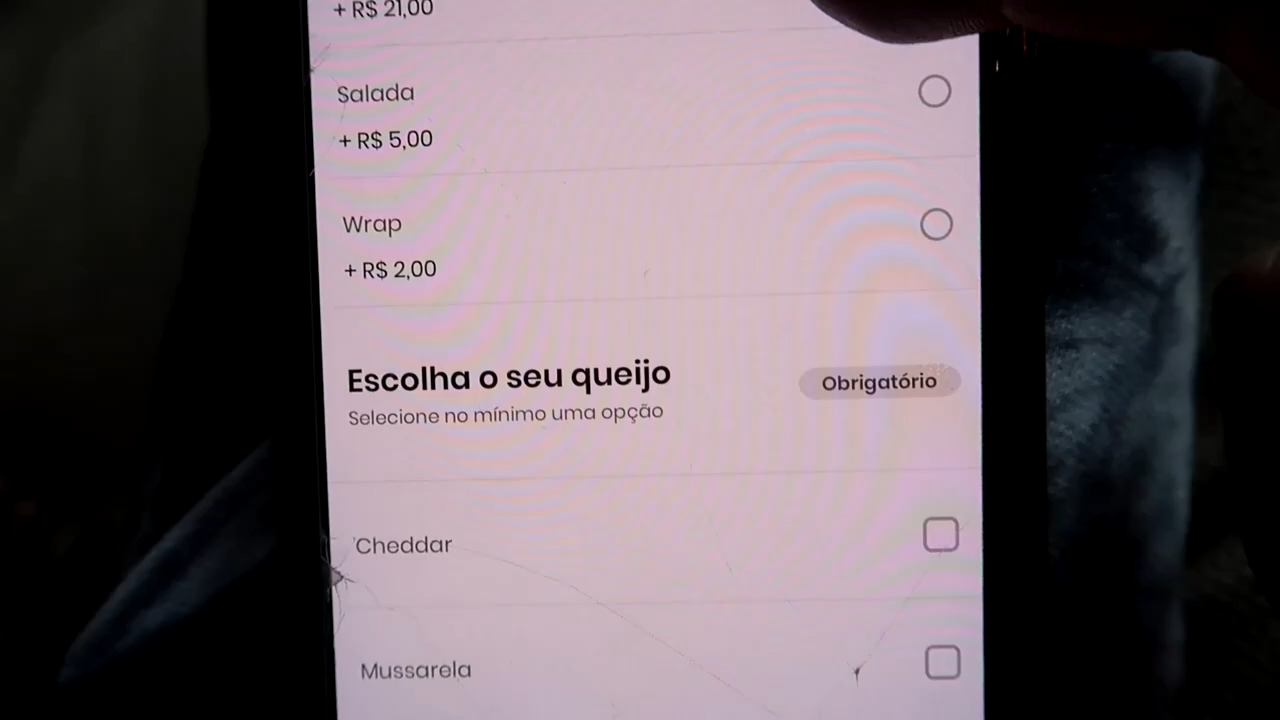 + R$ 21,00
Salada
+ R$ 5,00
Wrap
+ R$ 2,00
Escolha o seu queijo
Obrigatório
Selecione no mínimo uma opção
Cheddar
Mussarela